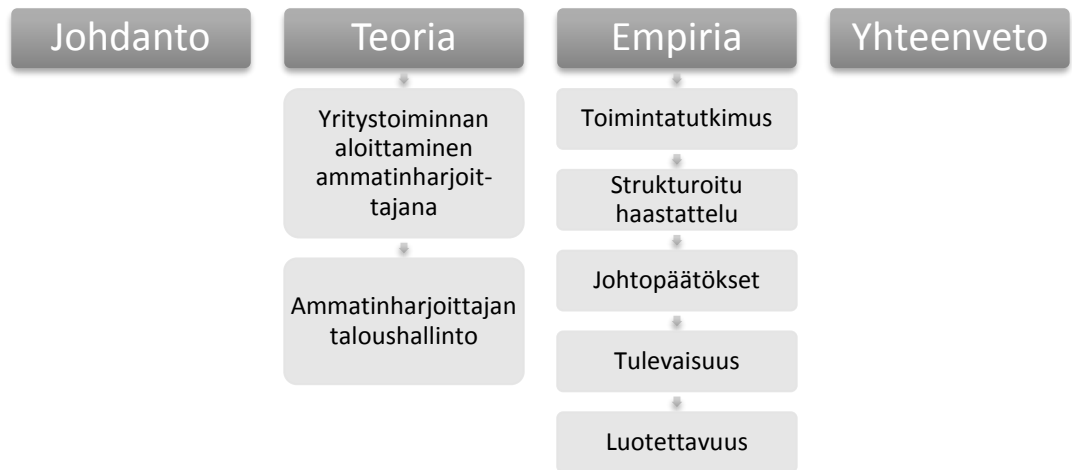 Johdanto
Teoria
Yritystoiminnan
aloittaminen
ammatinharjoit-
tajana
Ammatinharjoittajan
taloushallinto
Empiria
Toimintatutkimus
Strukturoitu
haastattelu
Johtopäätökset
Tulevaisuus
Luotettavuus
Yhteenveto